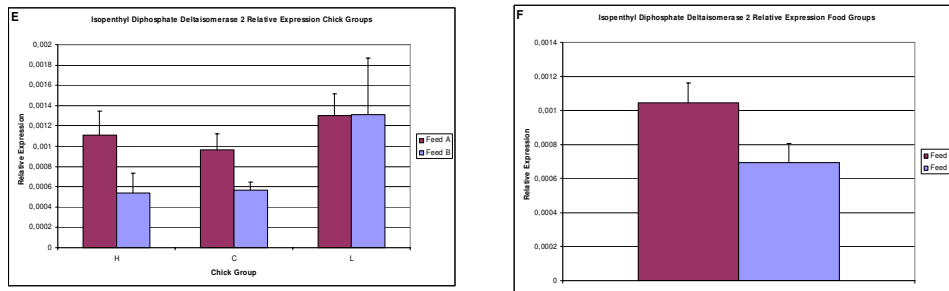 E
Isopenthyl Diphosphate Deltaisomerase 2 Relative Expression Chick Groups
0,002
0,0018
0,0016
0,0014
0,0012
0,001
0,0008
0,0006
0,0004
0,0002
0
Relative Expression
H
C
L
Chick Group
Feed A
Feed B
F
Isopenthyl Diphosphate Deltaisomerase 2 Relative Expression Food Groups
0,0014
0,0012
0,001
0,0008
0,0006
0,0004
0,0002
0
Relative Expression
Feed
Feed